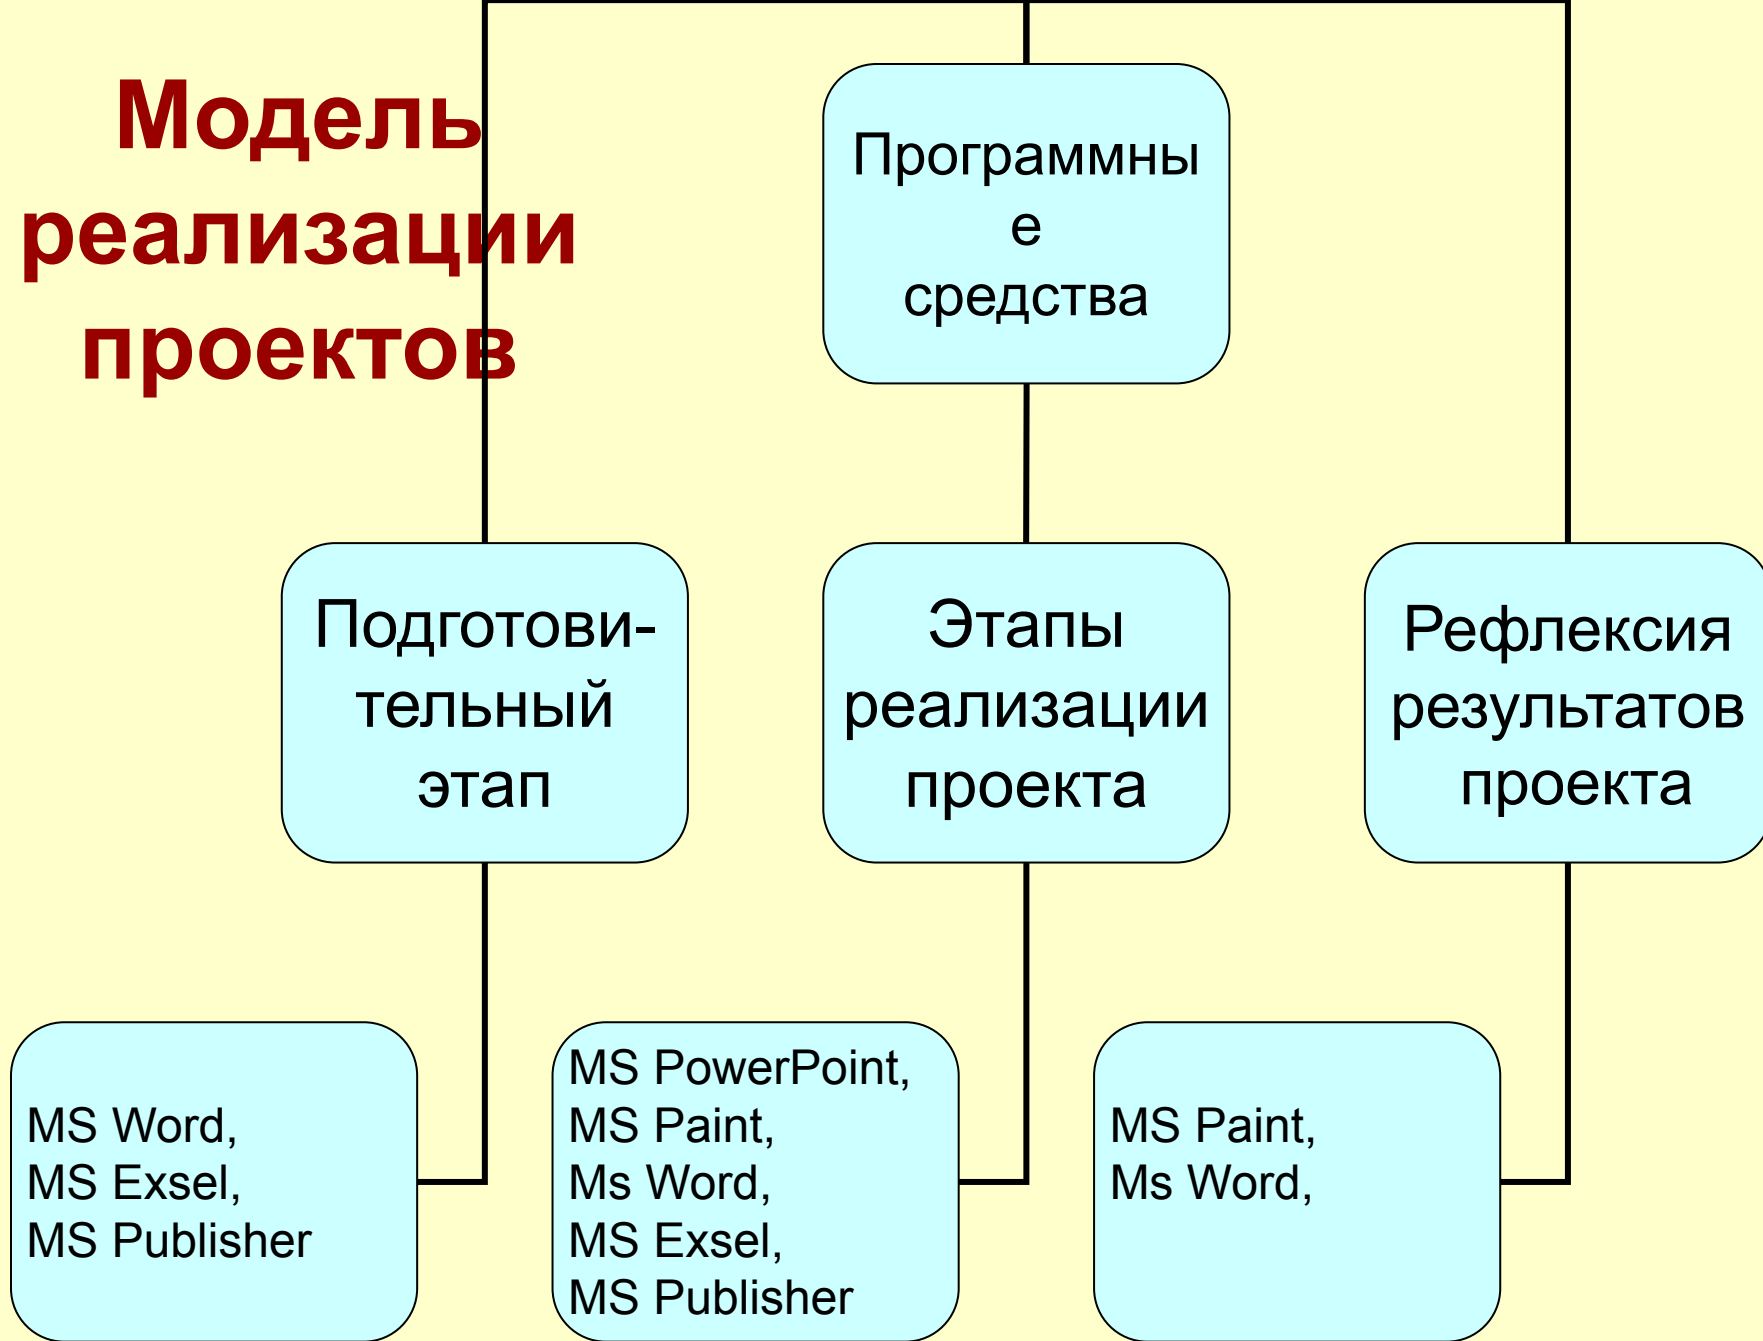 Модель
реализации
проектов
Программны
е
средства
Подготови-
тельный
этап
Этапы
реализации
проекта
Рефлексия
результатов
проекта
MS Word,
MS Exsel,
MS Publisher
MS PowerPoint,
MS Paint,
Ms Word,
MS Exsel,
MS Publisher
MS Paint,
Ms Word,